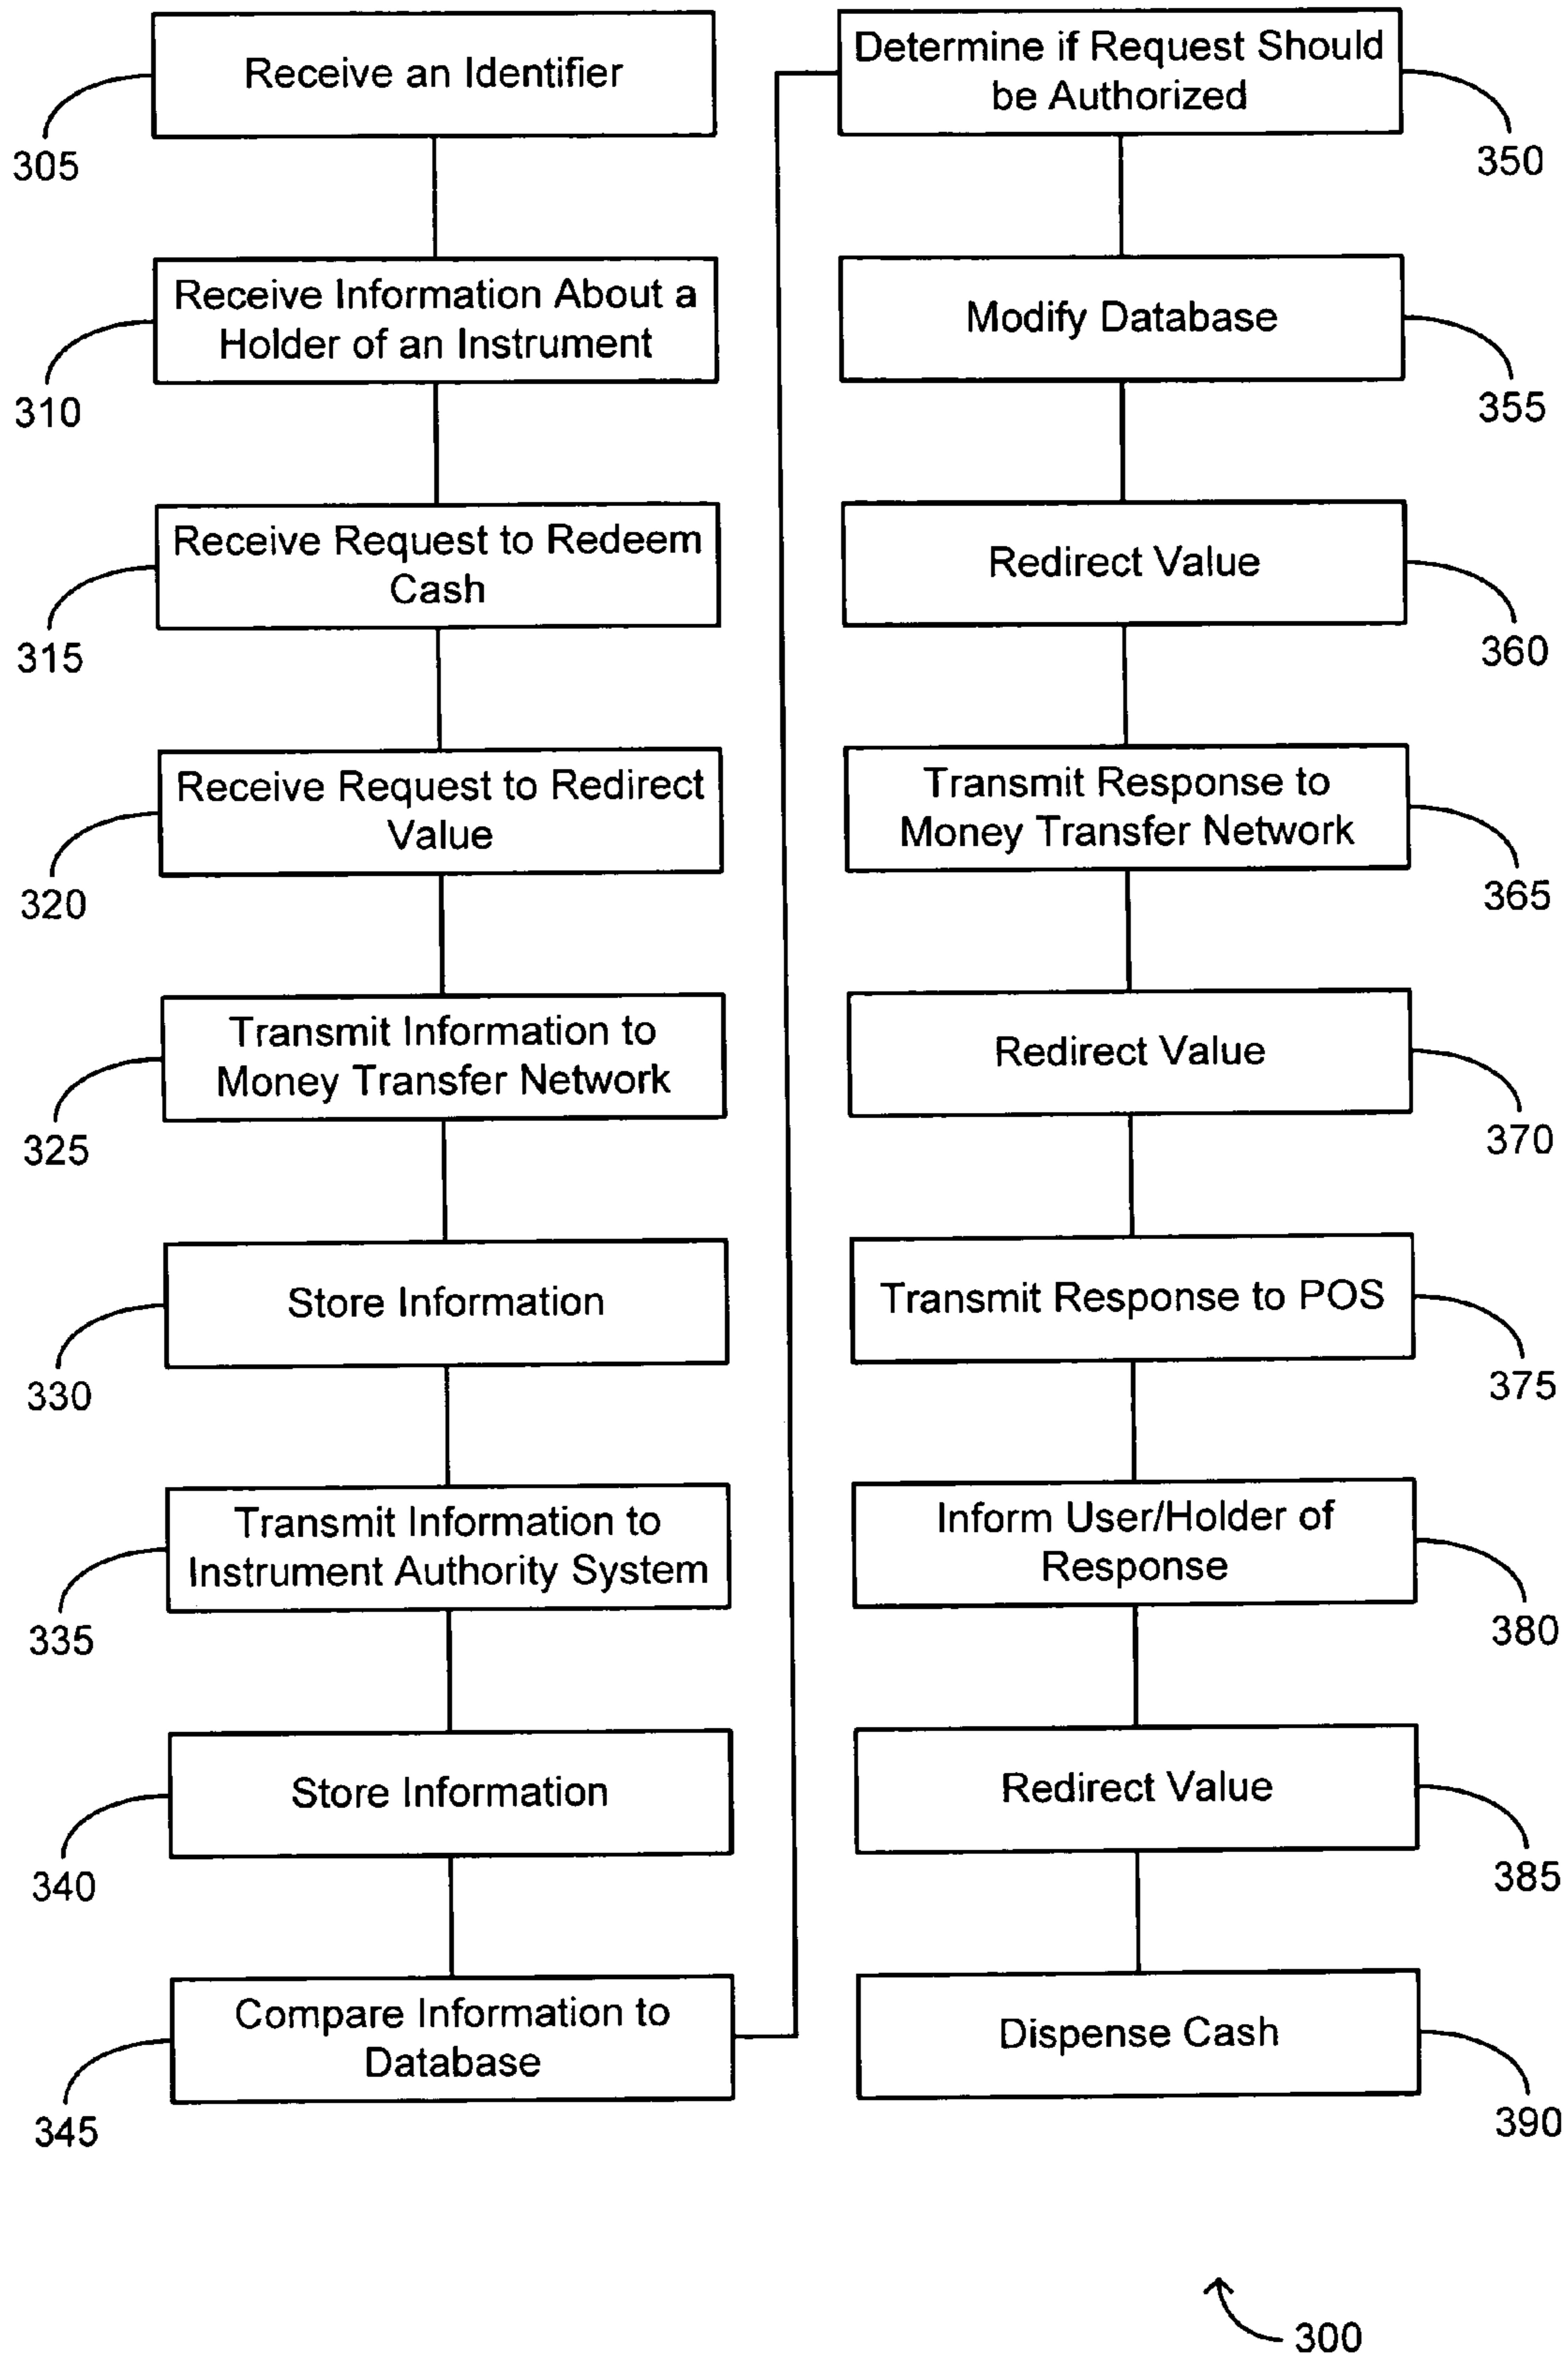 Receive an Identifier
305
Receive Information About a
Holder of an Instrument
310
Receive Request to Redeem
Cash
315
Receive Request to Redirect
Value
320
Transmit Information to
Money Transfer Network
325
Store Information
330
Transmit Information to
Instrument Authority System
335
Store Information
340
Compare Information to
Database
345
Determine if Request Should
be Authorized
350
Modify Database
355
Redirect Value
360
Transmit Response to
Money Transfer Network
365
Redirect Value
370
Transmit Response to POS
375
Inform User/Holder of
Response
380
Redirect Value
385
Dispense Cash
390
300